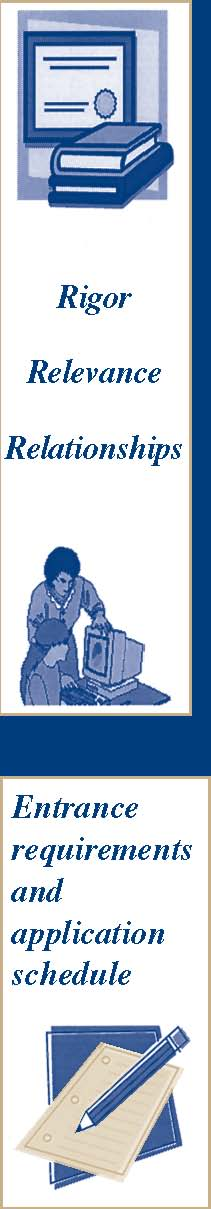 Rigor
Relevance
Relationships
Entrance
requirements
and
application
schedule